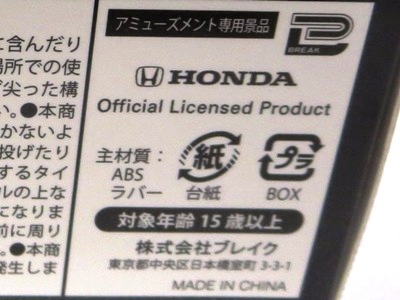 に含んだり
場所での使
尖った構
い。●本商
かないよ
投げたり
するタイ
ルの上な
になりま
前に周り
。●本商
発生しま
アミューズメント専用景品
BREAK
HONDA
Official Licensed Product
主材質：
ABS
ラバー
紙
台紙
プラ
BOX
対象年齢15歳以上
株式会社ブレイク
東京都中央区日本橋室町3-3-1
MADE IN CHINA